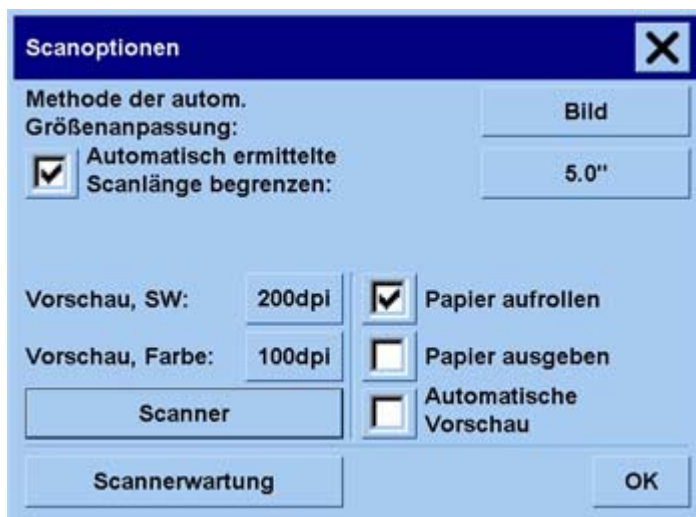 Scanoptionen
Methode der autom.
Größenanpassung:
Bild
Automatisch ermittelte
Scanlänge begrenzen:
5.0"
Vorschau, SW:
200dpi
Papier aufrollen
Vorschau, Farbe:
100dpi
Papier ausgeben
Scanner
Automatische
Vorschau
Scannerwartung
OK